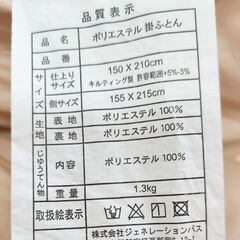 品質表示
品名 ポリエステル 掛ふとん
サイズ 仕上りサイズ 150 X 210cm
キルティング製 許容範囲+5%-3%
側サイズ 155 X 215cm
生地 表地 ポリエステル 100%
裏地 ポリエステル 100%
じゅうてん物 内容 ポリエステル 100%
重量 1.3kg
取扱絵表示
株式会社ジェネレーションパス